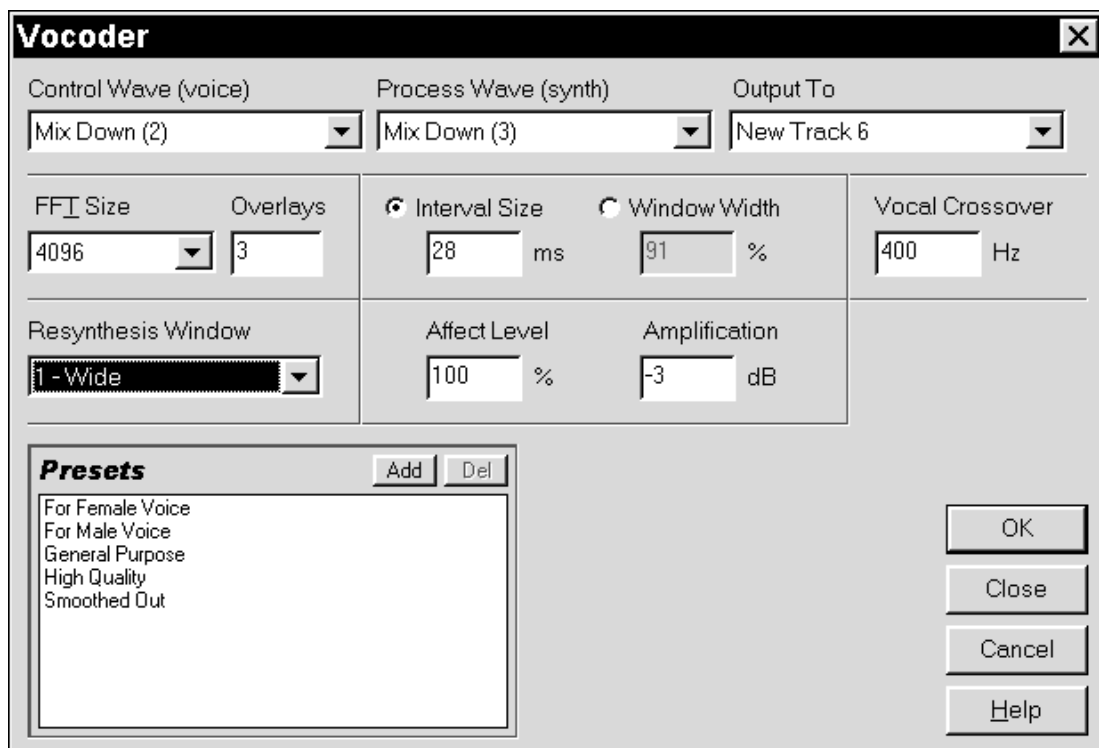 Vocoder
Control Wave (voice) Process Wave (synth) Output To
Mix Down (2) Mix Down (3) New Track 6
FFT Size Overlays Interval Size Window Width Vocal Crossover
4096 3 28 ms 91 % 400 Hz
Resynthesis Window Affect Level Amplification
1 - Wide 100 % -3 dB
Presets Add Del
For Female Voice
For Male Voice
General Purpose
High Quality
Smoothed Out
OK
Close
Cancel
Help